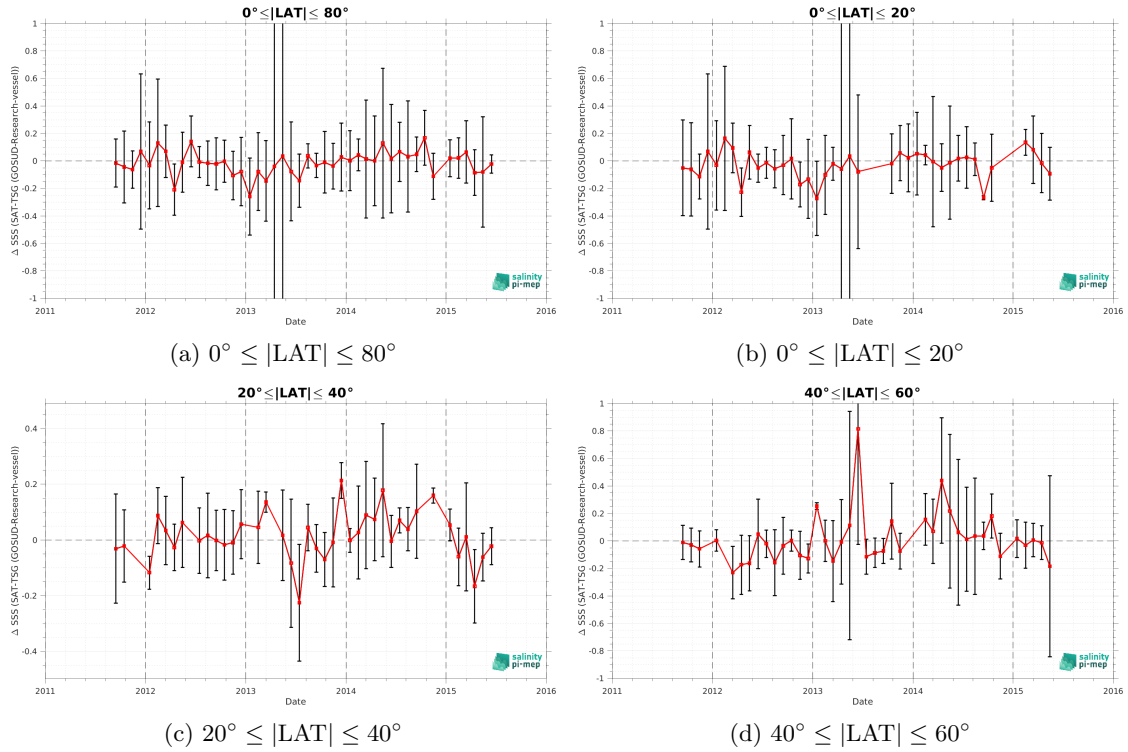 0°≤|LAT|≤ 80°
1
0.8
0.6
0.4
0.2
0
-0.2
-0.4
-0.6
-0.8
-1
Δ SSS (SAT-TSG (GOSUD-Research-vessel))
2011 2012 2013 2014 2015 2016
Date
salinity
pi-mep
(a) 0° ≤ |LAT| ≤ 80°
0°≤|LAT|≤ 20°
1
0.8
0.6
0.4
0.2
0
-0.2
-0.4
-0.6
-0.8
-1
Δ SSS (SAT-TSG (GOSUD-Research-vessel))
2011 2012 2013 2014 2015 2016
Date
salinity
pi-mep
(b) 0° ≤ |LAT| ≤ 20°
20°≤|LAT|≤ 40°
0.4
0.2
0
-0.2
-0.4
Δ SSS (SAT-TSG (GOSUD-Research-vessel))
2011 2012 2013 2014 2015 2016
Date
salinity
pi-mep
(c) 20° ≤ |LAT| ≤ 40°
40°≤|LAT|≤ 60°
1
0.8
0.6
0.4
0.2
0
-0.2
-0.4
-0.6
-0.8
-1
Δ SSS (SAT-TSG (GOSUD-Research-vessel))
2011 2012 2013 2014 2015 2016
Date
salinity
pi-mep
(d) 40° ≤ |LAT| ≤ 60°